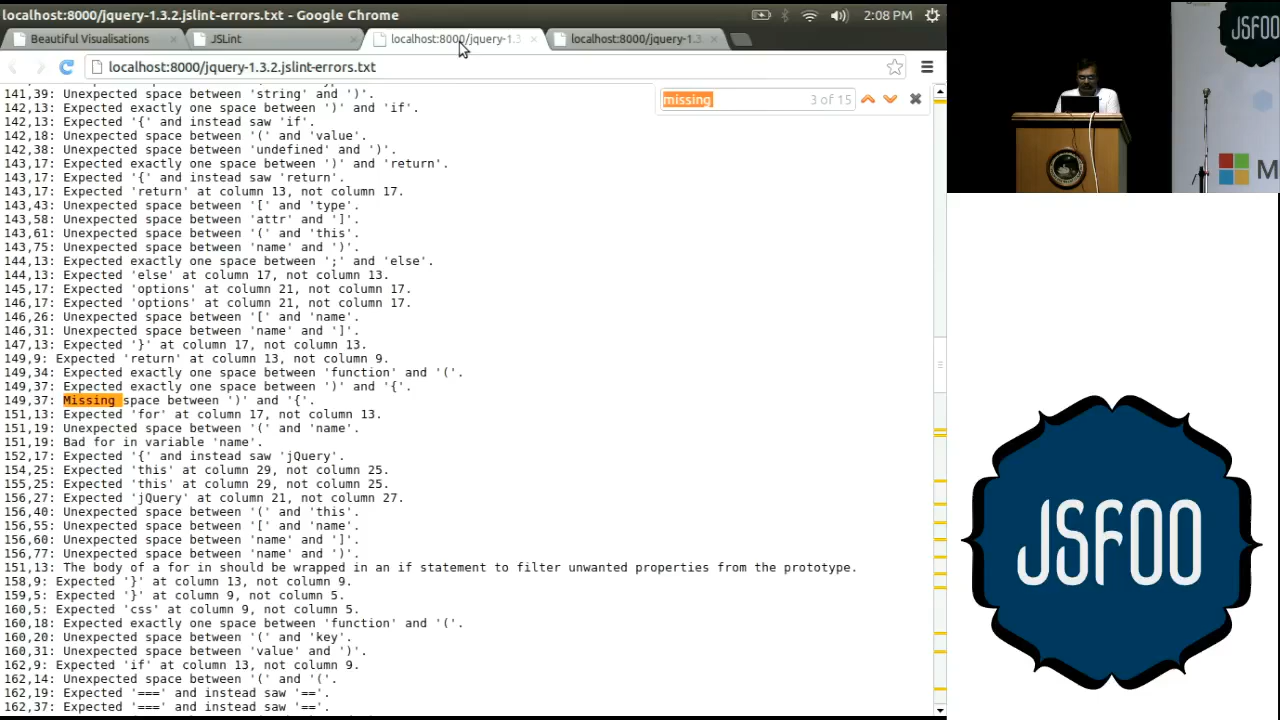 localhost:8000/jquery-1.3.2.jslint-errors.txt - Google Chrome
2:08 PM
Beautiful Visualisations
JSLint
localhost:8000/jquery-1.3
localhost:8000/jquery-1.3.
localhost:8000/jquery-1.3.2.jslint-errors.txt
missing
3 of 15
141,39: Unexpected space between 'string' and ')'.
142,13: Expected exactly one space between ')' and 'if'.
142,13: Expected '{' and instead saw 'if'.
142,18: Unexpected space between '(' and 'value'.
142,38: Unexpected space between 'undefined' and ')'.
143,17: Expected exactly one space between ')' and 'return'.
143,17: Expected '{' and instead saw 'return'.
143,17: Expected 'return' at column 13, not column 17.
143,43: Unexpected space between '[' and 'type'.
143,58: Unexpected space between 'attr' and ']'.
143,61: Unexpected space between '(' and 'this'.
143,75: Unexpected space between 'name' and ')'.
144,13: Expected exactly one space between ';' and 'else'.
144,13: Expected 'else' at column 17, not column 13.
145,17: Expected 'options' at column 21, not column 17.
146,17: Expected 'options' at column 21, not column 17.
146,26: Unexpected space between '[' and 'name'.
146,31: Unexpected space between 'name' and ']'.
147,13: Expected '}' at column 17, not column 13.
149,9: Expected 'return' at column 13, not column 9.
149,34: Expected exactly one space between 'function' and '('.
149,37: Expected exactly one space between ')' and '{'.
149,37: Missing space between ')' and '{'.
151,13: Expected 'for' at column 17, not column 13.
151,19: Unexpected space between '(' and 'name'.
151,19: Bad for in variable 'name'.
152,17: Expected '{' and instead saw 'jQuery'.
154,25: Expected 'this' at column 29, not column 25.
155,25: Expected 'this' at column 29, not column 25.
156,27: Expected 'jQuery' at column 21, not column 27.
156,40: Unexpected space between '(' and 'this'.
156,55: Unexpected space between '[' and 'name'.
156,60: Unexpected space between 'name' and ']'.
156,77: Unexpected space between 'name' and ')'.
151,13: The body of a for in should be wrapped in an if statement to filter unwanted properties from the prototype.
158,9: Expected '}' at column 13, not column 9.
159,5: Expected '}' at column 9, not column 5.
160,5: Expected 'css' at column 9, not column 5.
160,18: Expected exactly one space between 'function' and '('.
160,20: Unexpected space between '(' and 'key'.
160,31: Unexpected space between 'value' and ')'.
162,9: Expected 'if' at column 13, not column 9.
162,14: Unexpected space between '(' and '('.
162,19: Expected '===' and instead saw '=='.
162,37: Expected '===' and instead saw '=='.
JSFOO
M
JSFOO